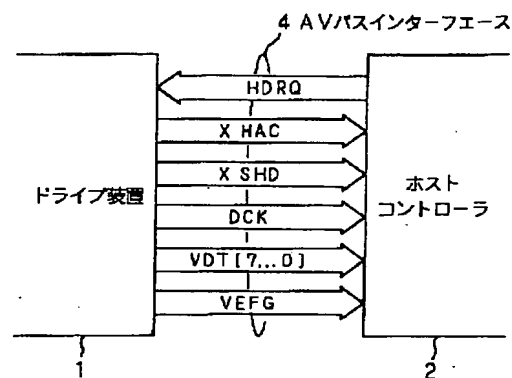 4 AVバスインターフェース
HDRQ
X HAC
X SHD
DCK
VDT[7...0]
VEFG
ドライブ装置
ホスト
コントローラ
1
2